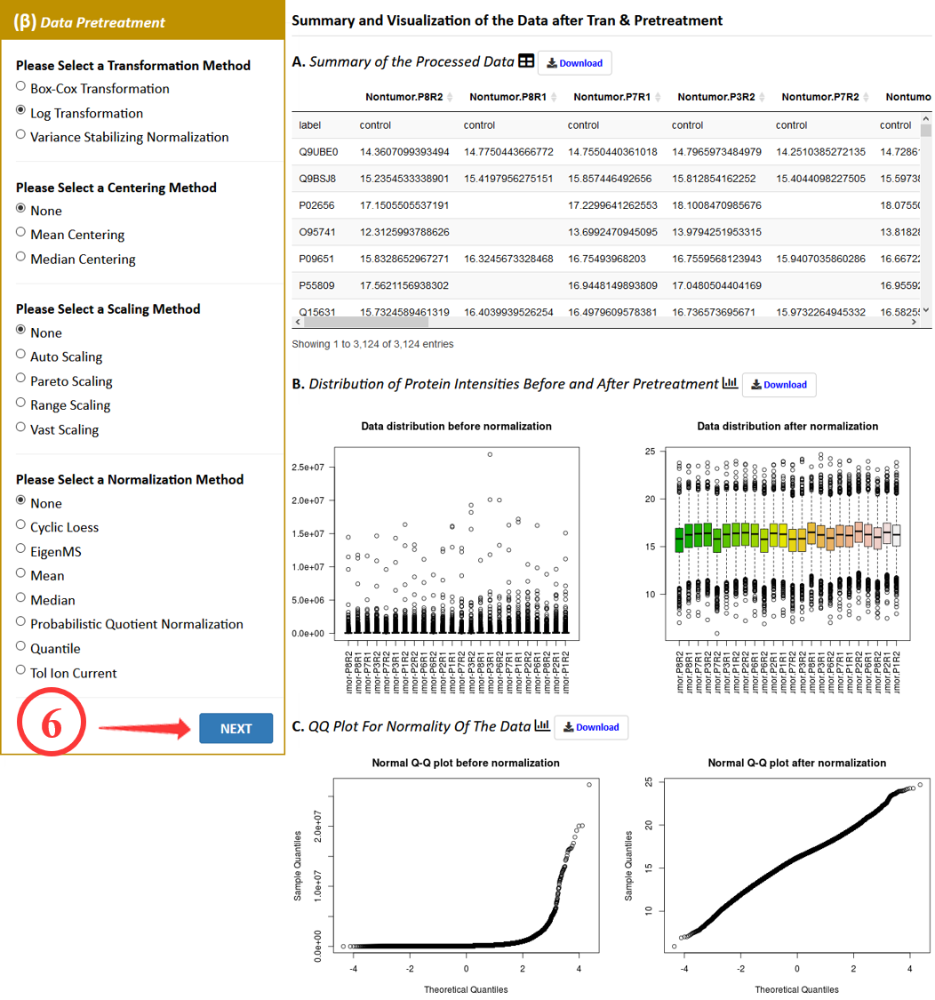 (β) Data Pretreatment
Please Select a Transformation Method
Box-Cox Transformation
Log Transformation
Variance Stabilizing Normalization
Please Select a Centering Method
None
Mean Centering
Median Centering
Please Select a Scaling Method
None
Auto Scaling
Pareto Scaling
Range Scaling
Vast Scaling
Please Select a Normalization Method
None
Cyclic Loess
EigenMS
Mean
Median
Probabilistic Quotient Normalization
Quantile
Tol Ion Current
6
NEXT
Summary and Visualization of the Data after Tran & Pretreatment
A. Summary of the Processed Data Download
Nontumor.P8R2 Nontumor.P8R1 Nontumor.P7R1 Nontumor.P3R2 Nontumor.P7R2 Nontumo
label control control control control control control
Q9UBE0 14.3607099393494 14.7750443666772 14.7550440361018 14.7965973484979 14.2510385272135 14.7286
Q9BSJ8 15.2354533338901 15.4197956275151 15.857446492656 15.812854162252 15.4044098227505 15.5973
P02656 17.1505505537191 17.2299641262553 18.1008470985676 18.0755
O95741 12.3125993788626 13.6992470945095 13.9794251953315 13.8182
P09651 15.8328652967271 16.3245673328468 16.75493968203 16.7559568123943 15.9407035860286 16.6672
P55809 17.5621156938302 16.9448149893809 17.0480504404169 16.9559
Q15631 15.7324589461319 16.4039939526254 16.4979609578381 16.736573695671 15.9732264945332 16.5825
Showing 1 to 3,124 of 3,124 entries
B. Distribution of Protein Intensities Before and After Pretreatment Download
Data distribution before normalization
2.5e+07
2.0e+07
1.5e+07
1.0e+07
5.0e+06
0.0e+00
imor-P8R2 imor-P8R1 imor-P7R1 imor-P3R2 imor-P7R2 imor-P3R1 imor-P1R2 imor-P2R2 imor-P6R1 imor-P6R2 imor-P2R1 imor-P1R1 imor-P7R2 imor-P3R2 imor-P8R1 imor-P3R1 imor-P6R2 imor-P7R1 imor-P1R1 imor-P2R2 imor-P6R1 imor-P8R2 imor-P2R1 imor-P1R2
Data distribution after normalization
25
20
15
10
imor.P8R2 imor.P8R1 imor.P7R1 imor.P3R2 imor.P7R2 imor.P3R1 imor.P1R2 imor.P2R2 imor.P6R1 imor.P6R2 imor.P2R1 imor.P1R1 imor.P7R2 imor.P3R2 imor.P8R1 imor.P3R1 imor.P6R2 imor.P7R1 imor.P1R1 imor.P2R2 imor.P6R1 imor.P8R2 imor.P2R1 imor.P1R2
C. QQ Plot For Normality Of The Data Download
Normal Q-Q plot before normalization
Sample Quantiles
2.0e+07
1.0e+07
0.0e+00
-4 -2 0 2 4
Theoretical Quantiles
Normal Q-Q plot after normalization
Sample Quantiles
25
20
15
10
-4 -2 0 2 4
Theoretical Quantiles